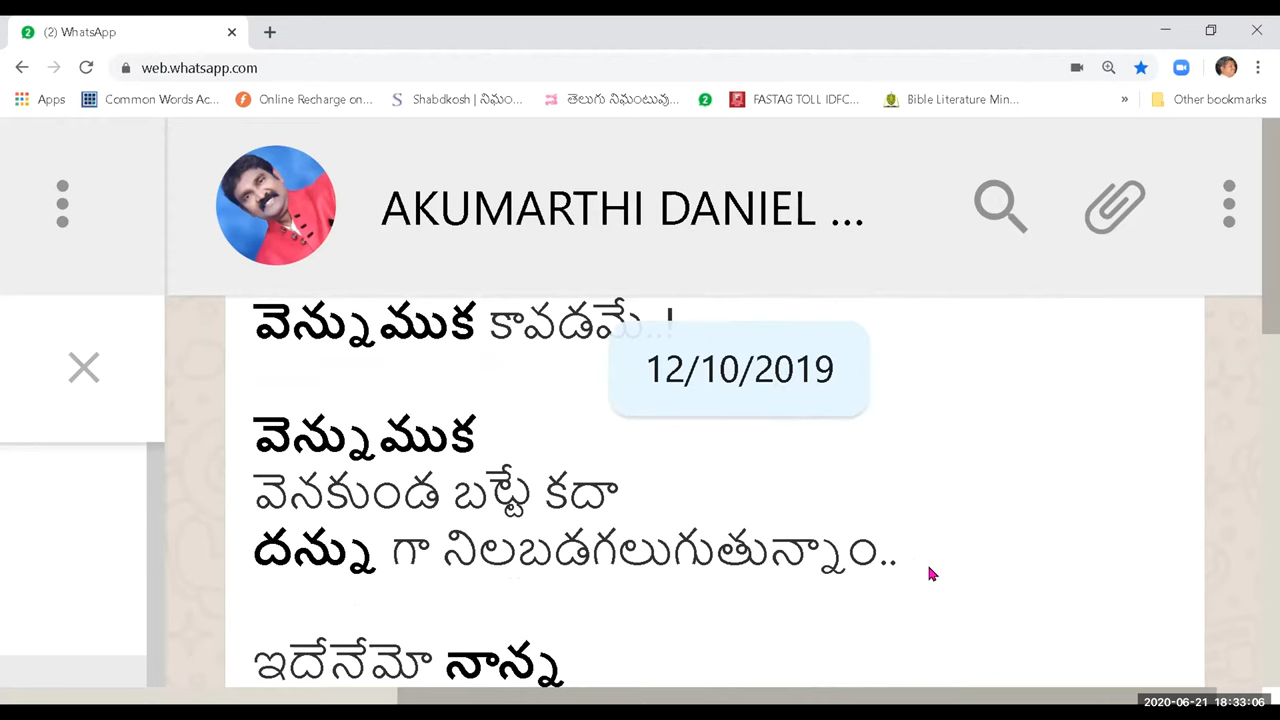 (2) WhatsApp
web.whatsapp.com
Apps Common Words Ac... Online Recharge on... Shabdkosh | నిఘం... తెలుగు నిఘంటువు... FASTAG TOLL IDFC... Bible Literature Min... » Other bookmarks
AKUMARTHI DANIEL ...
వెన్నుముక కావడమే..!
12/10/2019
వెన్నుముక
వెనకుండ బట్టే కదా
దన్ను గా నిలబడగలుగుతున్నాం..
ఇదేనేమో నాన్న
2020-06-21 18:33:06